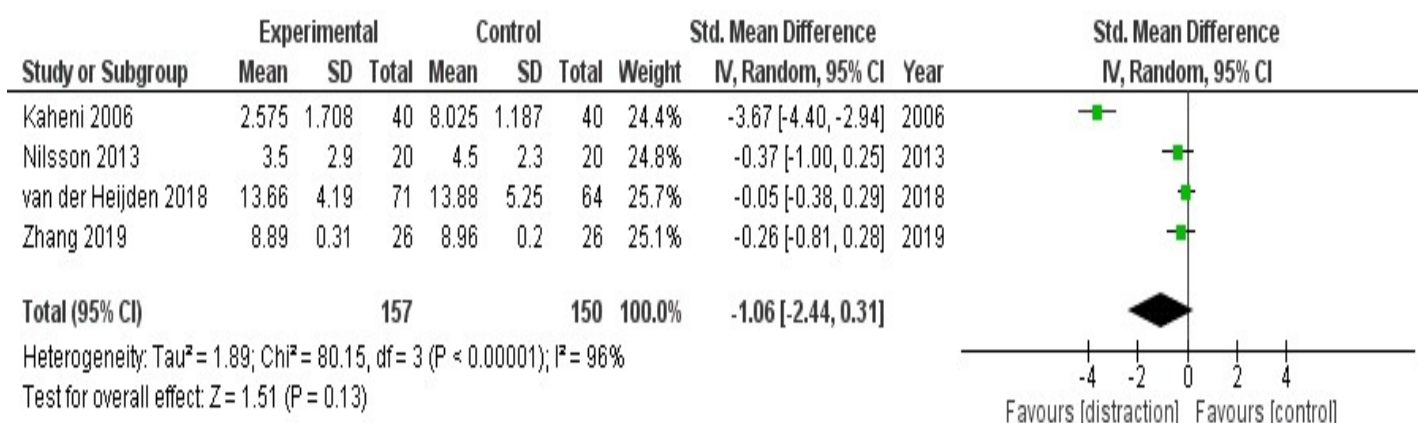 Experimental Control Std. Mean Difference Std. Mean Difference
Study or Subgroup Mean SD Total Mean SD Total Weight IV, Random, 95% CI Year IV, Random, 95% CI
Kaheni 2006 2.575 1.708 40 8.025 1.187 40 24.4% -3.67 [-4.40, -2.94] 2006
Nilsson 2013 3.5 2.9 20 4.5 2.3 20 24.8% -0.37 [-1.00, 0.25] 2013
van der Heijden 2018 13.66 4.19 71 13.88 5.25 64 25.7% -0.05 [-0.38, 0.29] 2018
Zhang 2019 8.89 0.31 26 8.96 0.2 26 25.1% -0.26 [-0.81, 0.28] 2019
Total (95% CI) 157 150 100.0% -1.06 [-2.44, 0.31]
Heterogeneity: Tau² = 1.89; Chi² = 80.15, df = 3 (P < 0.00001); I² = 96%
Test for overall effect: Z = 1.51 (P = 0.13)
-4 -2 0 2 4
Favours [distraction] Favours [control]